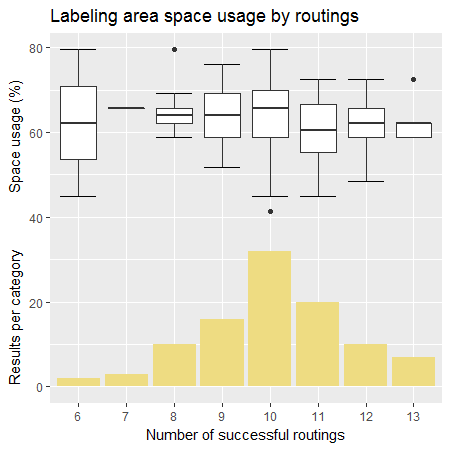 Labeling area space usage by routings
Space usage (%)
Results per category
80
60
40
20
0
6 7 8 9 10 11 12 13
Number of successful routings